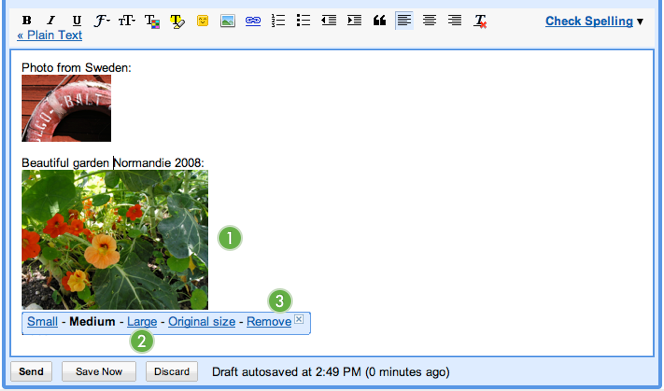 B I U F T T T Check Spelling ▼
« Plain Text
Photo from Sweden:
BALT
Beautiful garden Normandie 2008:
1
3
Small - Medium - Large - Original size - Remove
2
Send Save Now Discard Draft autosaved at 2:49 PM (0 minutes ago)